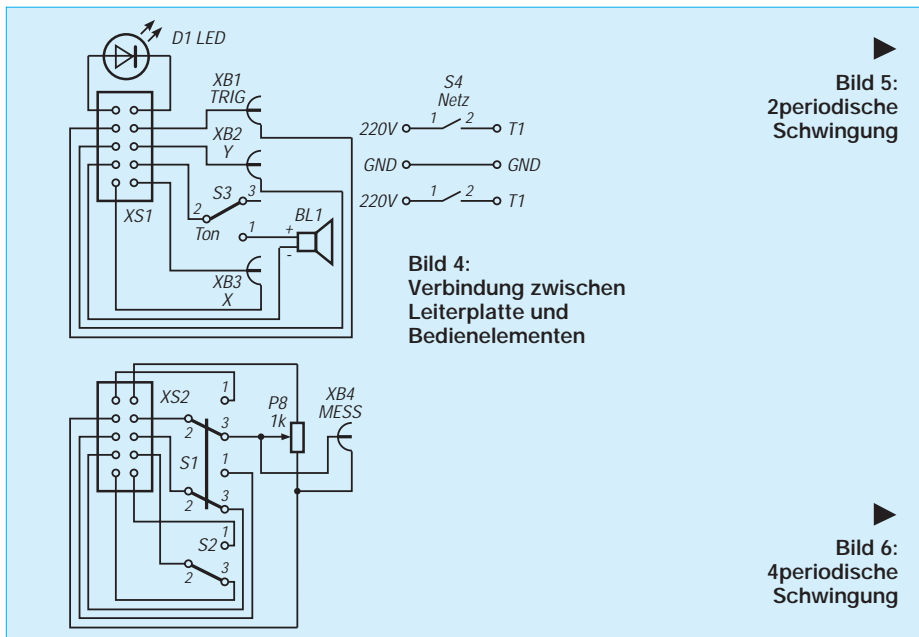 D1 LED
XB1
TRIG
XB2
Y
S3
3
2
1
Ton
BL1
+
-
XS1
XB3
X
S4
Netz
220V
1
2
T1
GND
GND
220V
1
2
T1
Bild 4:
Verbindung zwischen
Leiterplatte und
Bedienelementen
Bild 5:
2periodische
Schwingung
XS2
1
2
3
S1
1
2
3
S2
1
2
3
P8
1k
XB4
MESS
Bild 6:
4periodische
Schwingung